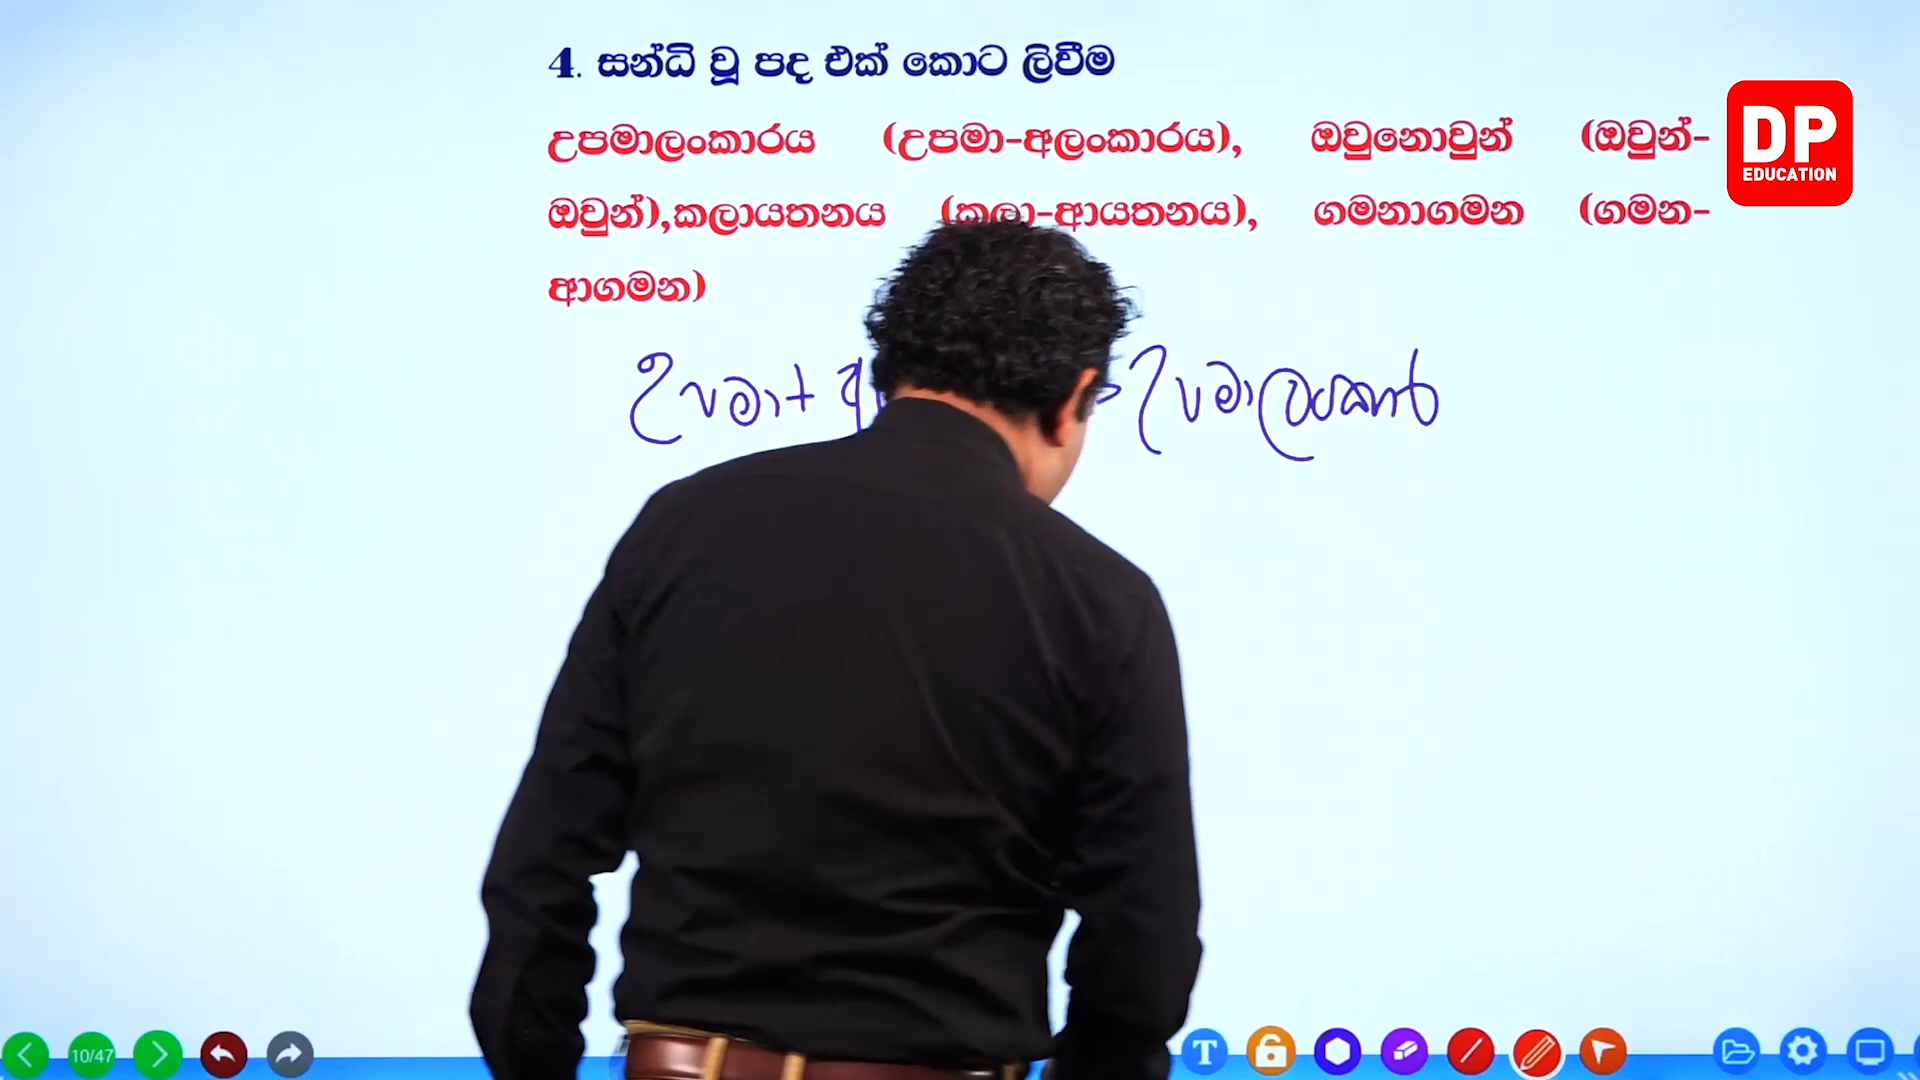 4. සන්ධි වූ පද එක් කොට ලිවීම
උපමාලංකාරය (උපමා-අලංකාරය), ඔවුනොවුන් (ඔවුන්-
ඔවුන්),කලායතනය (කලා-ආයතනය), ගමනාගමන (ගමන-
ආගමන)
DP
EDUCATION
උපමා+ උපමාලංකාර
10/47
T